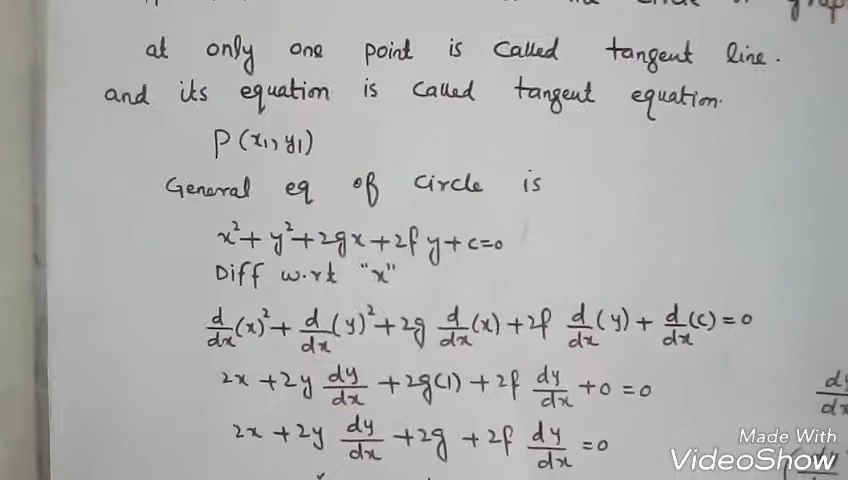 the circle
at only one point is called tangent line.
and its equation is called tangent equation.
P(x₁, y₁)
General eq of circle is
x² + y² + 2gx + 2fy + c = 0
Diff w.r.t "x"
d/dx (x)² + d/dx (y)² + 2g d/dx (x) + 2f d/dx (y) + d/dx (c) = 0
2x + 2y dy/dx + 2g(1) + 2f dy/dx + 0 = 0
2x + 2y dy/dx + 2g + 2f dy/dx = 0
Made With
VideoShow